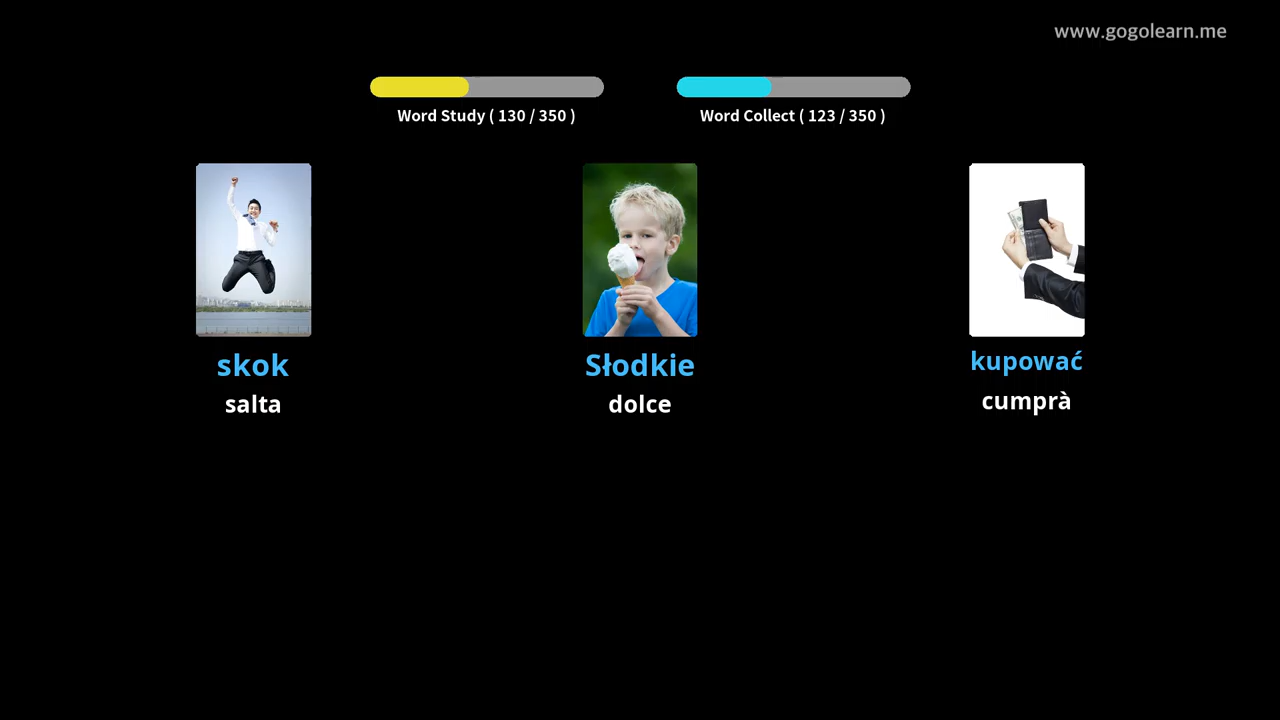 www.gogolearn.me
Word Study ( 130 / 350 )
Word Collect ( 123 / 350 )
skok
Słodkie
kupować
salta
dolce
cumprà